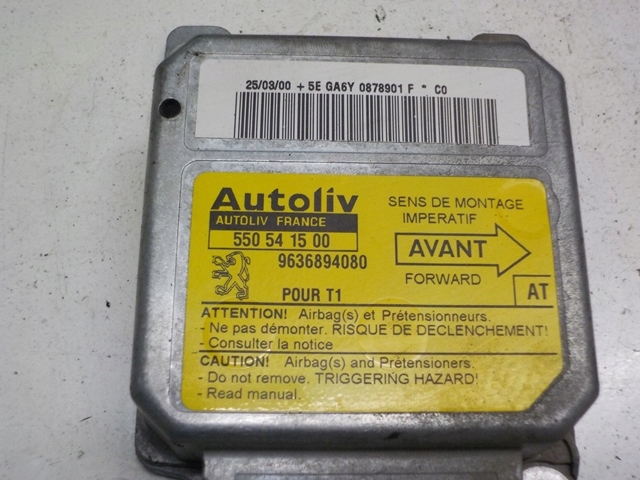 25/03/00 + 5E GA6Y 0878901 F * C0
Autoliv
AUTOLIV FRANCE
550 54 15 00
9636894080
POUR T1
SENS DE MONTAGE
IMPERATIF
AVANT
FORWARD
AT
ATTENTION! Airbag(s) et Prétensionneurs.
- Ne pas démonter. RISQUE DE DECLENCHEMENT!
- Consulter la notice
CAUTION! Airbag(s) and Prétensioners.
- Do not remove. TRIGGERING HAZARD!
- Read manual.